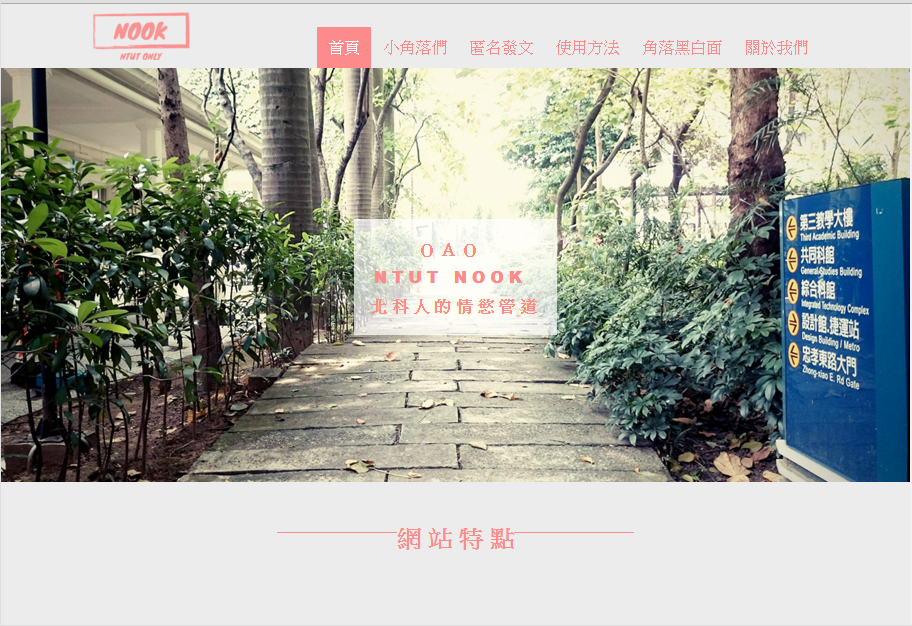 NOOK
NTUT ONLY
首頁 小角落們 匿名發文 使用方法 角落黑白面 關於我們
OAO
NTUT NOOK
北科人的情慾管道
第三教學大樓
Third Academic Building
共同科館
General Studies Building
綜合科館
Integrated Technology Complex
設計館.捷運站
Design Building / Metro
忠孝東路大門
Zhong-xiao E. Rd Gate
網站特點